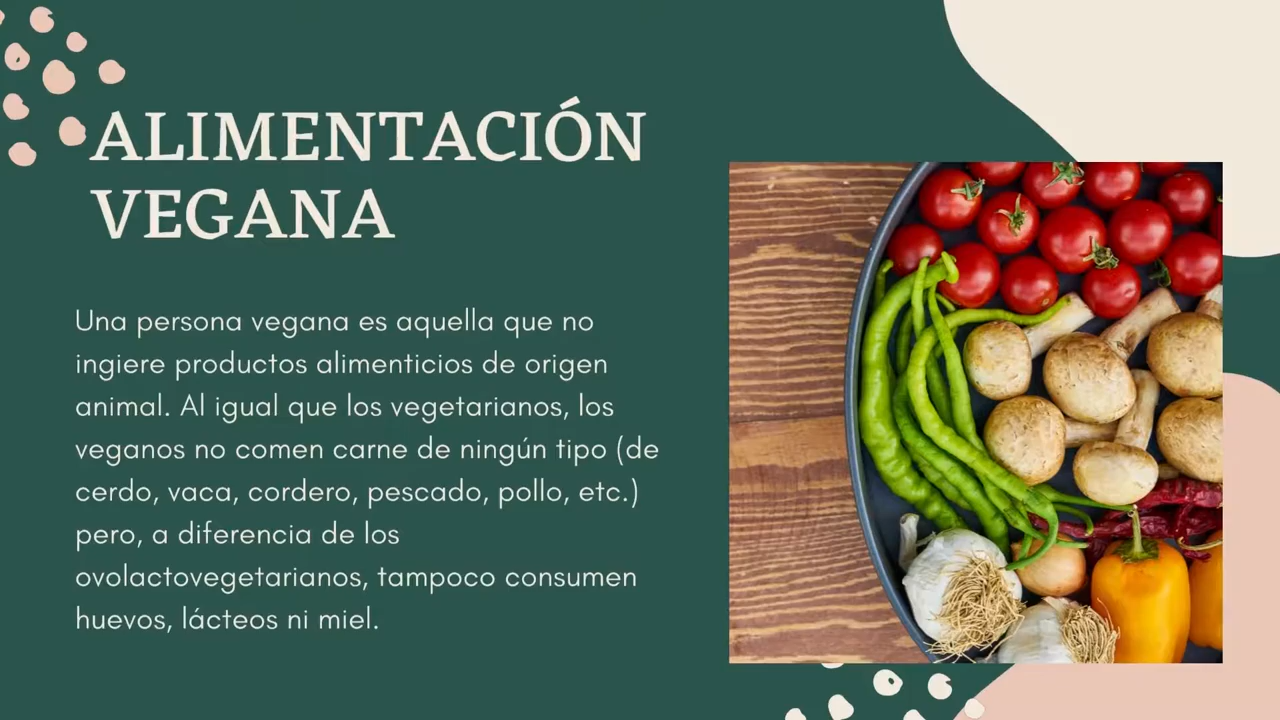 ALIMENTACIÓN
VEGANA
Una persona vegana es aquella que no
ingiere productos alimenticios de origen
animal. Al igual que los vegetarianos, los
veganos no comen carne de ningún tipo (de
cerdo, vaca, cordero, pescado, pollo, etc.)
pero, a diferencia de los
ovolactovegetarianos, tampoco consumen
huevos, lácteos ni miel.